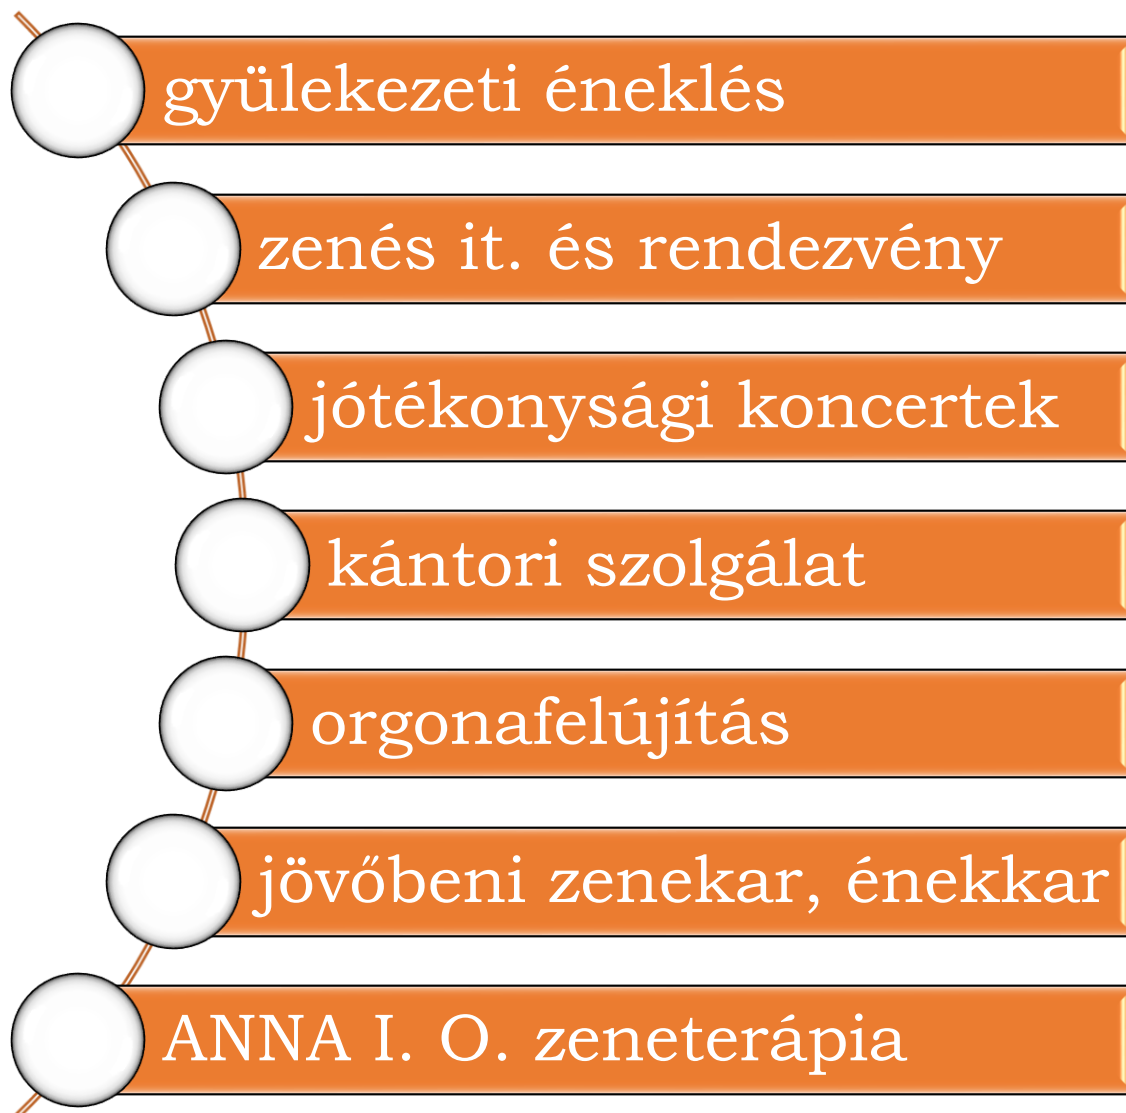 gyülekezeti éneklés
zenés it. és rendezvény
jótékonysági koncertek
kántori szolgálat
orgonafelújítás
jövőbeni zenekar, énekkar
ANNA I. O. zeneterápia